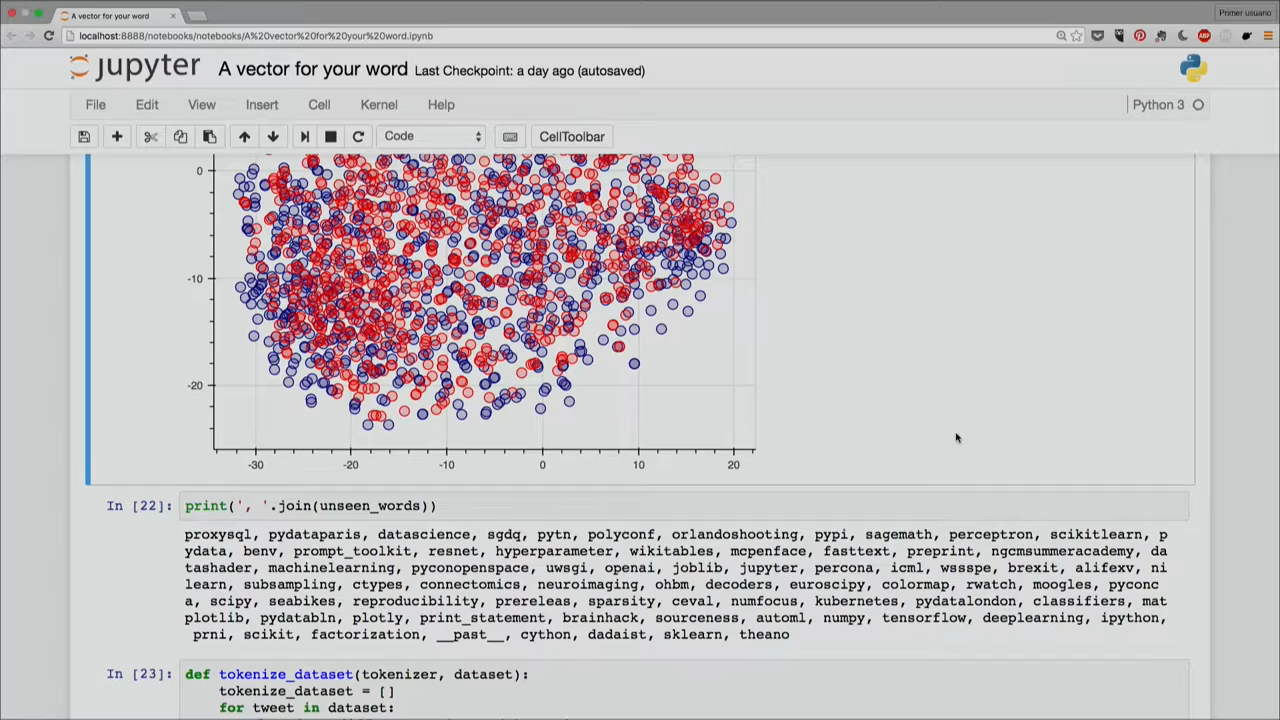 A vector for your word
Primer usuano
localhost:8888/notebooks/notebooks/A%20vector%20for%20your%20word.ipynb
jupyter A vector for your word Last Checkpoint: a day ago (autosaved)
File Edit View Insert Cell Kernel Help Python 3
Code CellToolbar
0
-10
-20
-30 -20 -10 0 10 20
In [22]: print(', '.join(unseen_words))
proxysql, pydataparis, datascience, sgdq, pytn, polyconf, orlandoshooting, pypi, sagemath, perceptron, scikitlearn, p
ydata, benv, prompt_toolkit, resnet, hyperparameter, wikitables, mcpenface, fasttext, preprint, ngcmsummeracademy, da
tashader, machinelearning, pyconopenspace, uwsgi, openai, joblib, jupyter, percona, icml, wssspe, brexit, alifexv, ni
learn, subsampling, ctypes, connectomics, neuroimaging, ohbm, decoders, euroscipy, colormap, rwatch, moogles, pyconc
a, scipy, seabikes, reproducibility, prereleas, sparsity, ceval, numfocus, kubernetes, pydatalondon, classifiers, mat
plotlib, pydatabln, plotly, print_statement, brainhack, sourceness, automl, numpy, tensorflow, deeplearning, ipython,
prni, scikit, factorization, __past__, cython, dadaist, sklearn, theano
In [23]: def tokenize_dataset(tokenizer, dataset):
tokenize_dataset = []
for tweet in dataset: